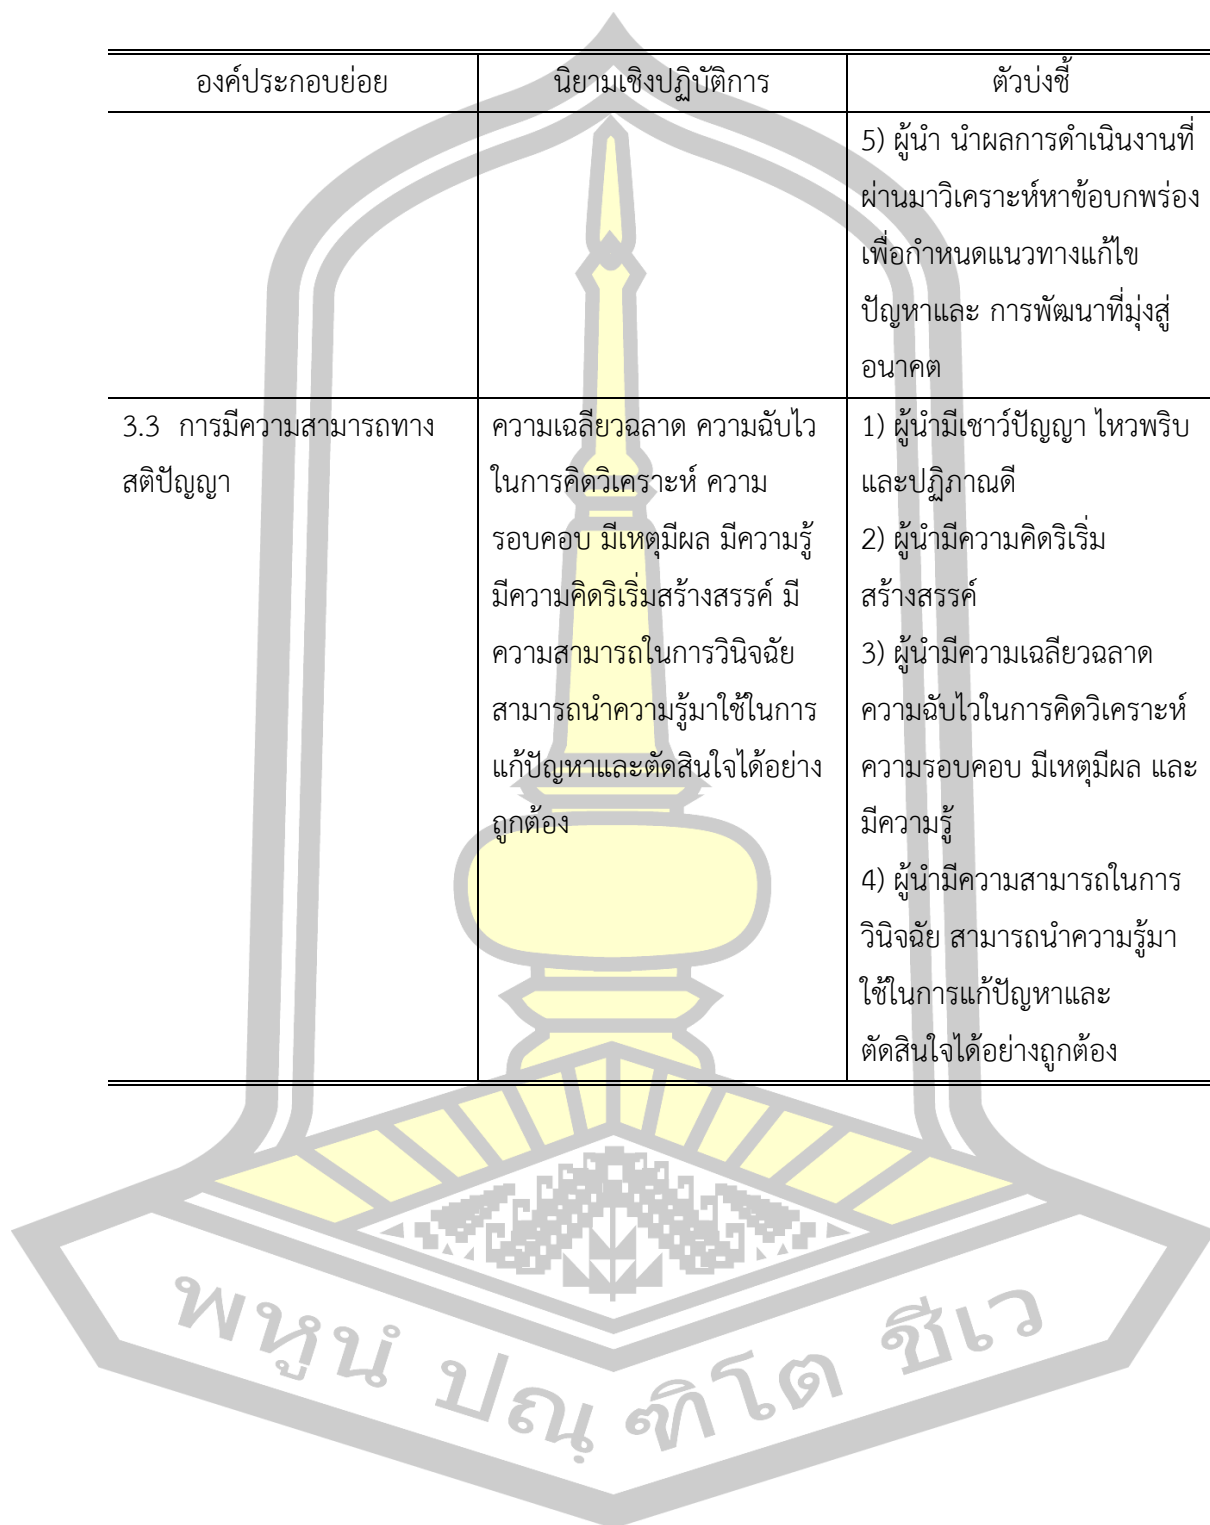 องค์ประกอบย่อย นิยามเชิงปฏิบัติการ ตัวบ่งชี้
5) ผู้นำ นำผลการดำเนินงานที่
ผ่านมาวิเคราะห์หาข้อบกพร่อง
เพื่อกำหนดแนวทางแก้ไข
ปัญหาและ การพัฒนาที่มุ่งสู่
อนาคต
3.3 การมีความสามารถทาง
สติปัญญา
ความเฉลียวฉลาด ความฉับไว
ในการคิดวิเคราะห์ ความ
รอบคอบ มีเหตุมีผล มีความรู้
มีความคิดริเริ่มสร้างสรรค์ มี
ความสามารถในการวินิจฉัย
สามารถนำความรู้มาใช้ในการ
แก้ปัญหาและตัดสินใจได้อย่าง
ถูกต้อง
1) ผู้นำมีเชาว์ปัญญา ไหวพริบ
และปฏิภาณดี
2) ผู้นำมีความคิดริเริ่ม
สร้างสรรค์
3) ผู้นำมีความเฉลียวฉลาด
ความฉับไวในการคิดวิเคราะห์
ความรอบคอบ มีเหตุมีผล และ
มีความรู้
4) ผู้นำมีความสามารถในการ
วินิจฉัย สามารถนำความรู้มา
ใช้ในการแก้ปัญหาและ
ตัดสินใจได้อย่างถูกต้อง
พหูนํ ปณฺ ฑิโต ชีเว